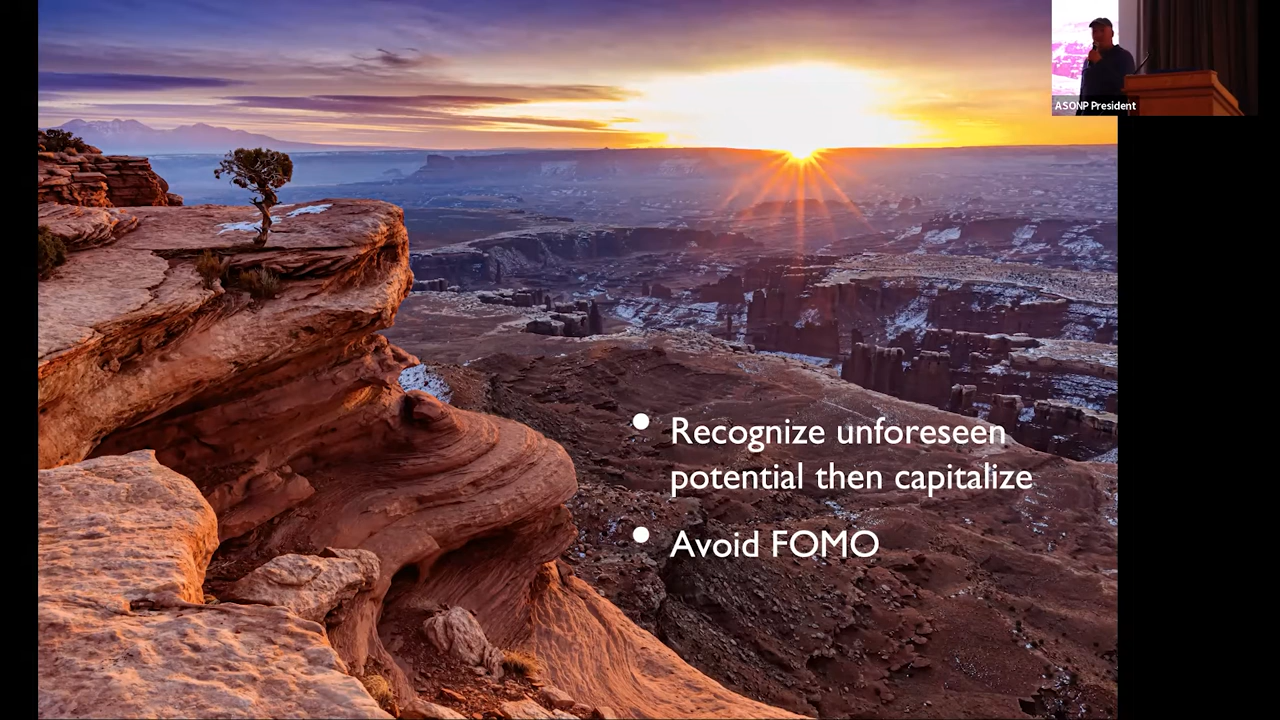 ASONP President
• Recognize unforeseen
potential then capitalize
• Avoid FOMO